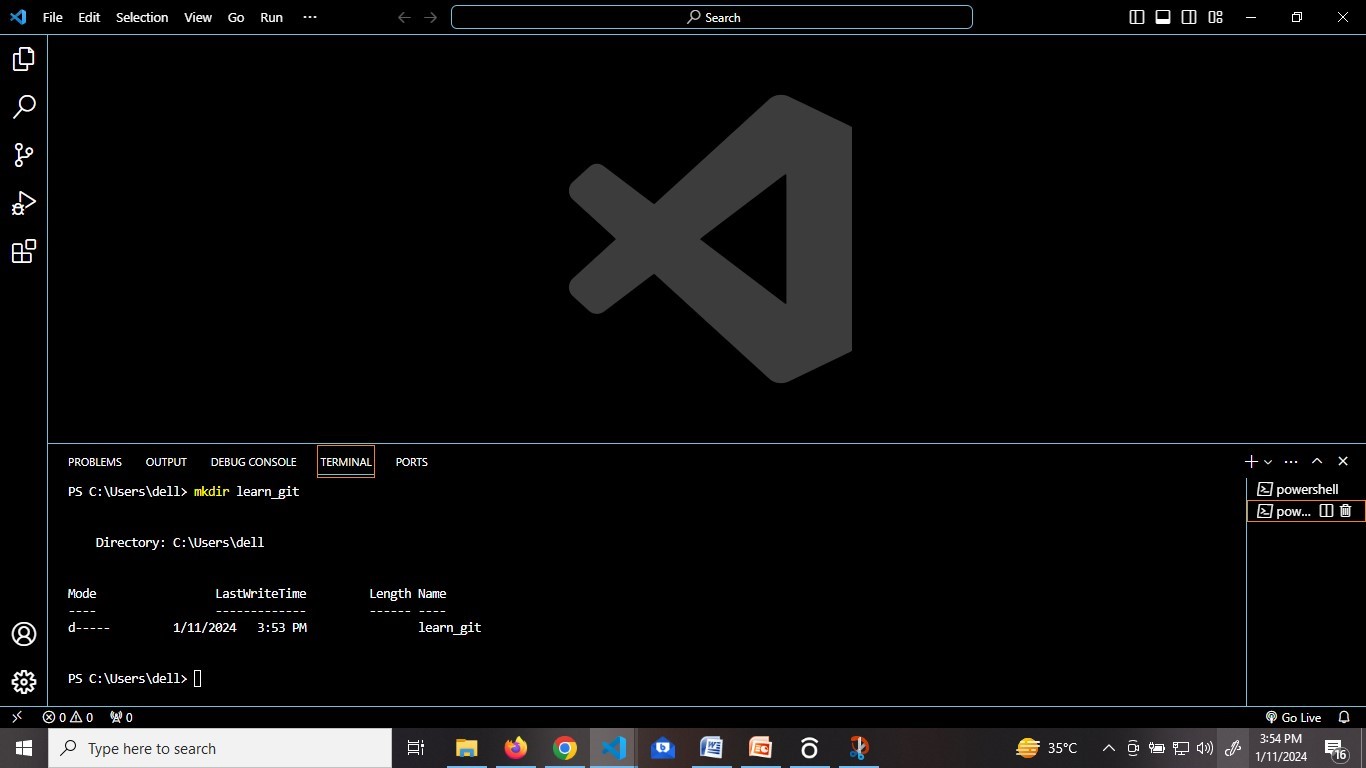 File Edit Selection View Go Run ...
Search
PROBLEMS OUTPUT DEBUG CONSOLE TERMINAL PORTS
PS C:\Users\dell> mkdir learn_git
powershell
pow...
Directory: C:\Users\dell
Mode LastWriteTime Length Name
---- ------------- ------ ----
d----- 1/11/2024 3:53 PM learn_git
PS C:\Users\dell>
0 0 0 Go Live
Type here to search
35°C
3:54 PM
1/11/2024
16